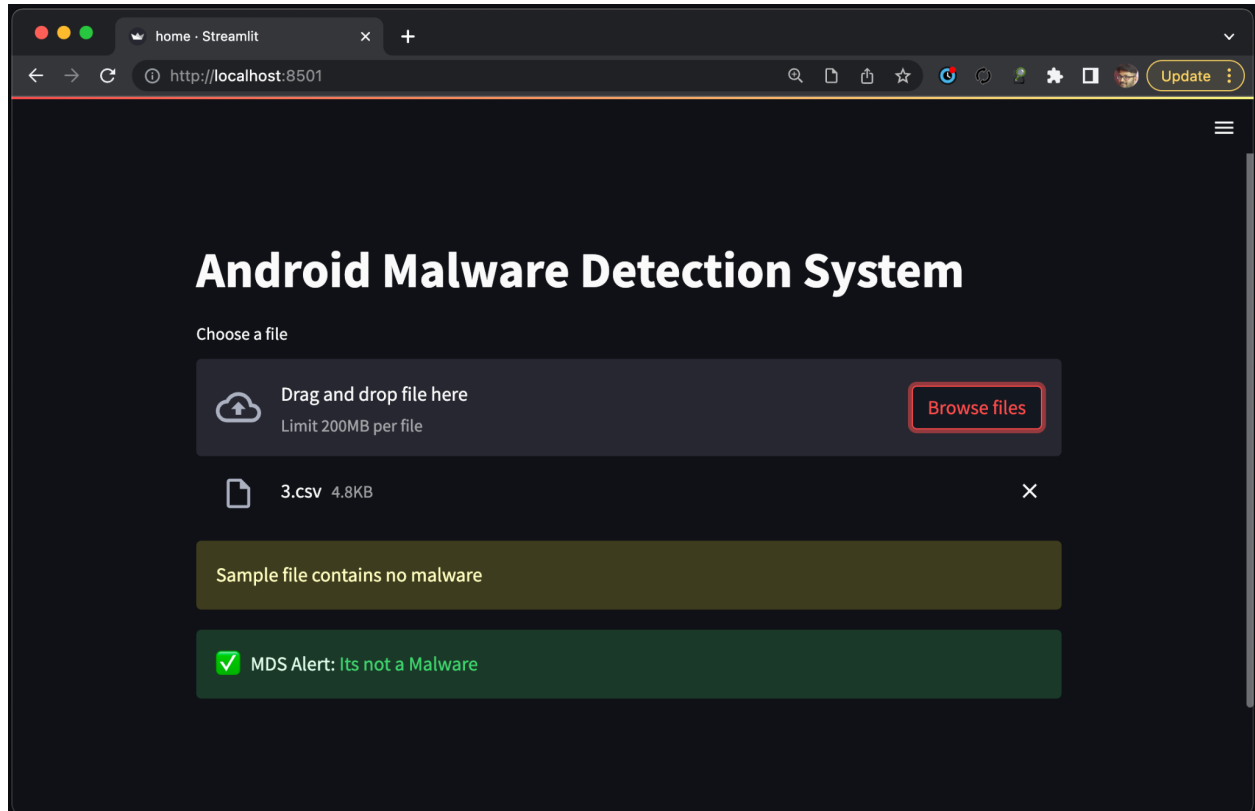 home · Streamlit
http://localhost:8501
Update
Android Malware Detection System
Choose a file
Drag and drop file here
Limit 200MB per file
Browse files
3.csv 4.8KB
Sample file contains no malware
MDS Alert: Its not a Malware